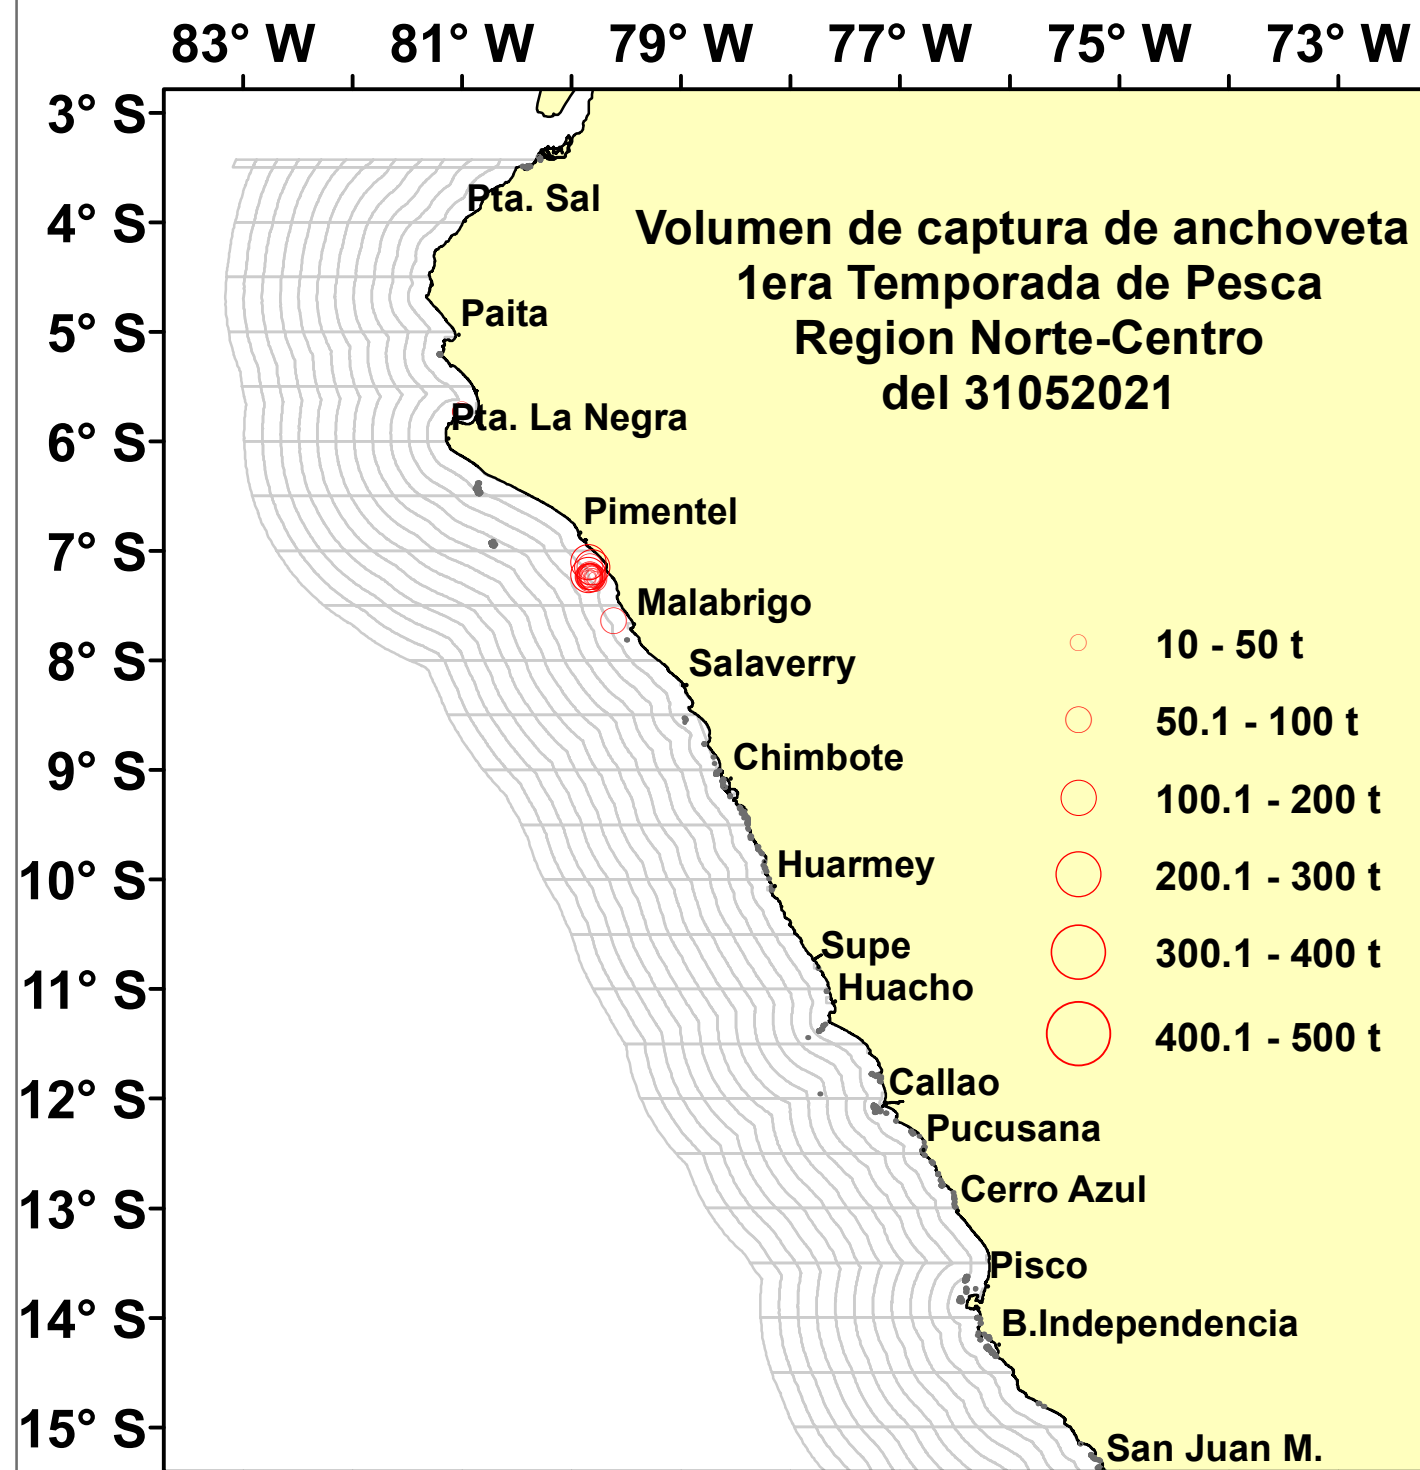 83° W 81° W 79° W 77° W 75° W 73° W
3° S
4° S
5° S
6° S
7° S
8° S
9° S
10° S
11° S
12° S
13° S
14° S
15° S
Volumen de captura de anchoveta
1era Temporada de Pesca
Region Norte-Centro
del 31052021
Pta. Sal
Paita
Pta. La Negra
Pimentel
Malabrigo
Salaverry
Chimbote
Huarmey
Supe
Huacho
Callao
Pucusana
Cerro Azul
Pisco
B.Independencia
San Juan M.
10 - 50 t
50.1 - 100 t
100.1 - 200 t
200.1 - 300 t
300.1 - 400 t
400.1 - 500 t